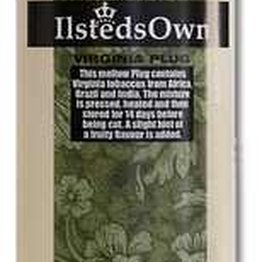 IlstedsOwn
VIRGINIA PLUG
This mellow Plug contains
Virginia tobaccos from Africa,
Brazil and India. The mixture
is pressed, heated and then
stored for 14 days before
being cut. A slight hint of
a fruity flavour is added.